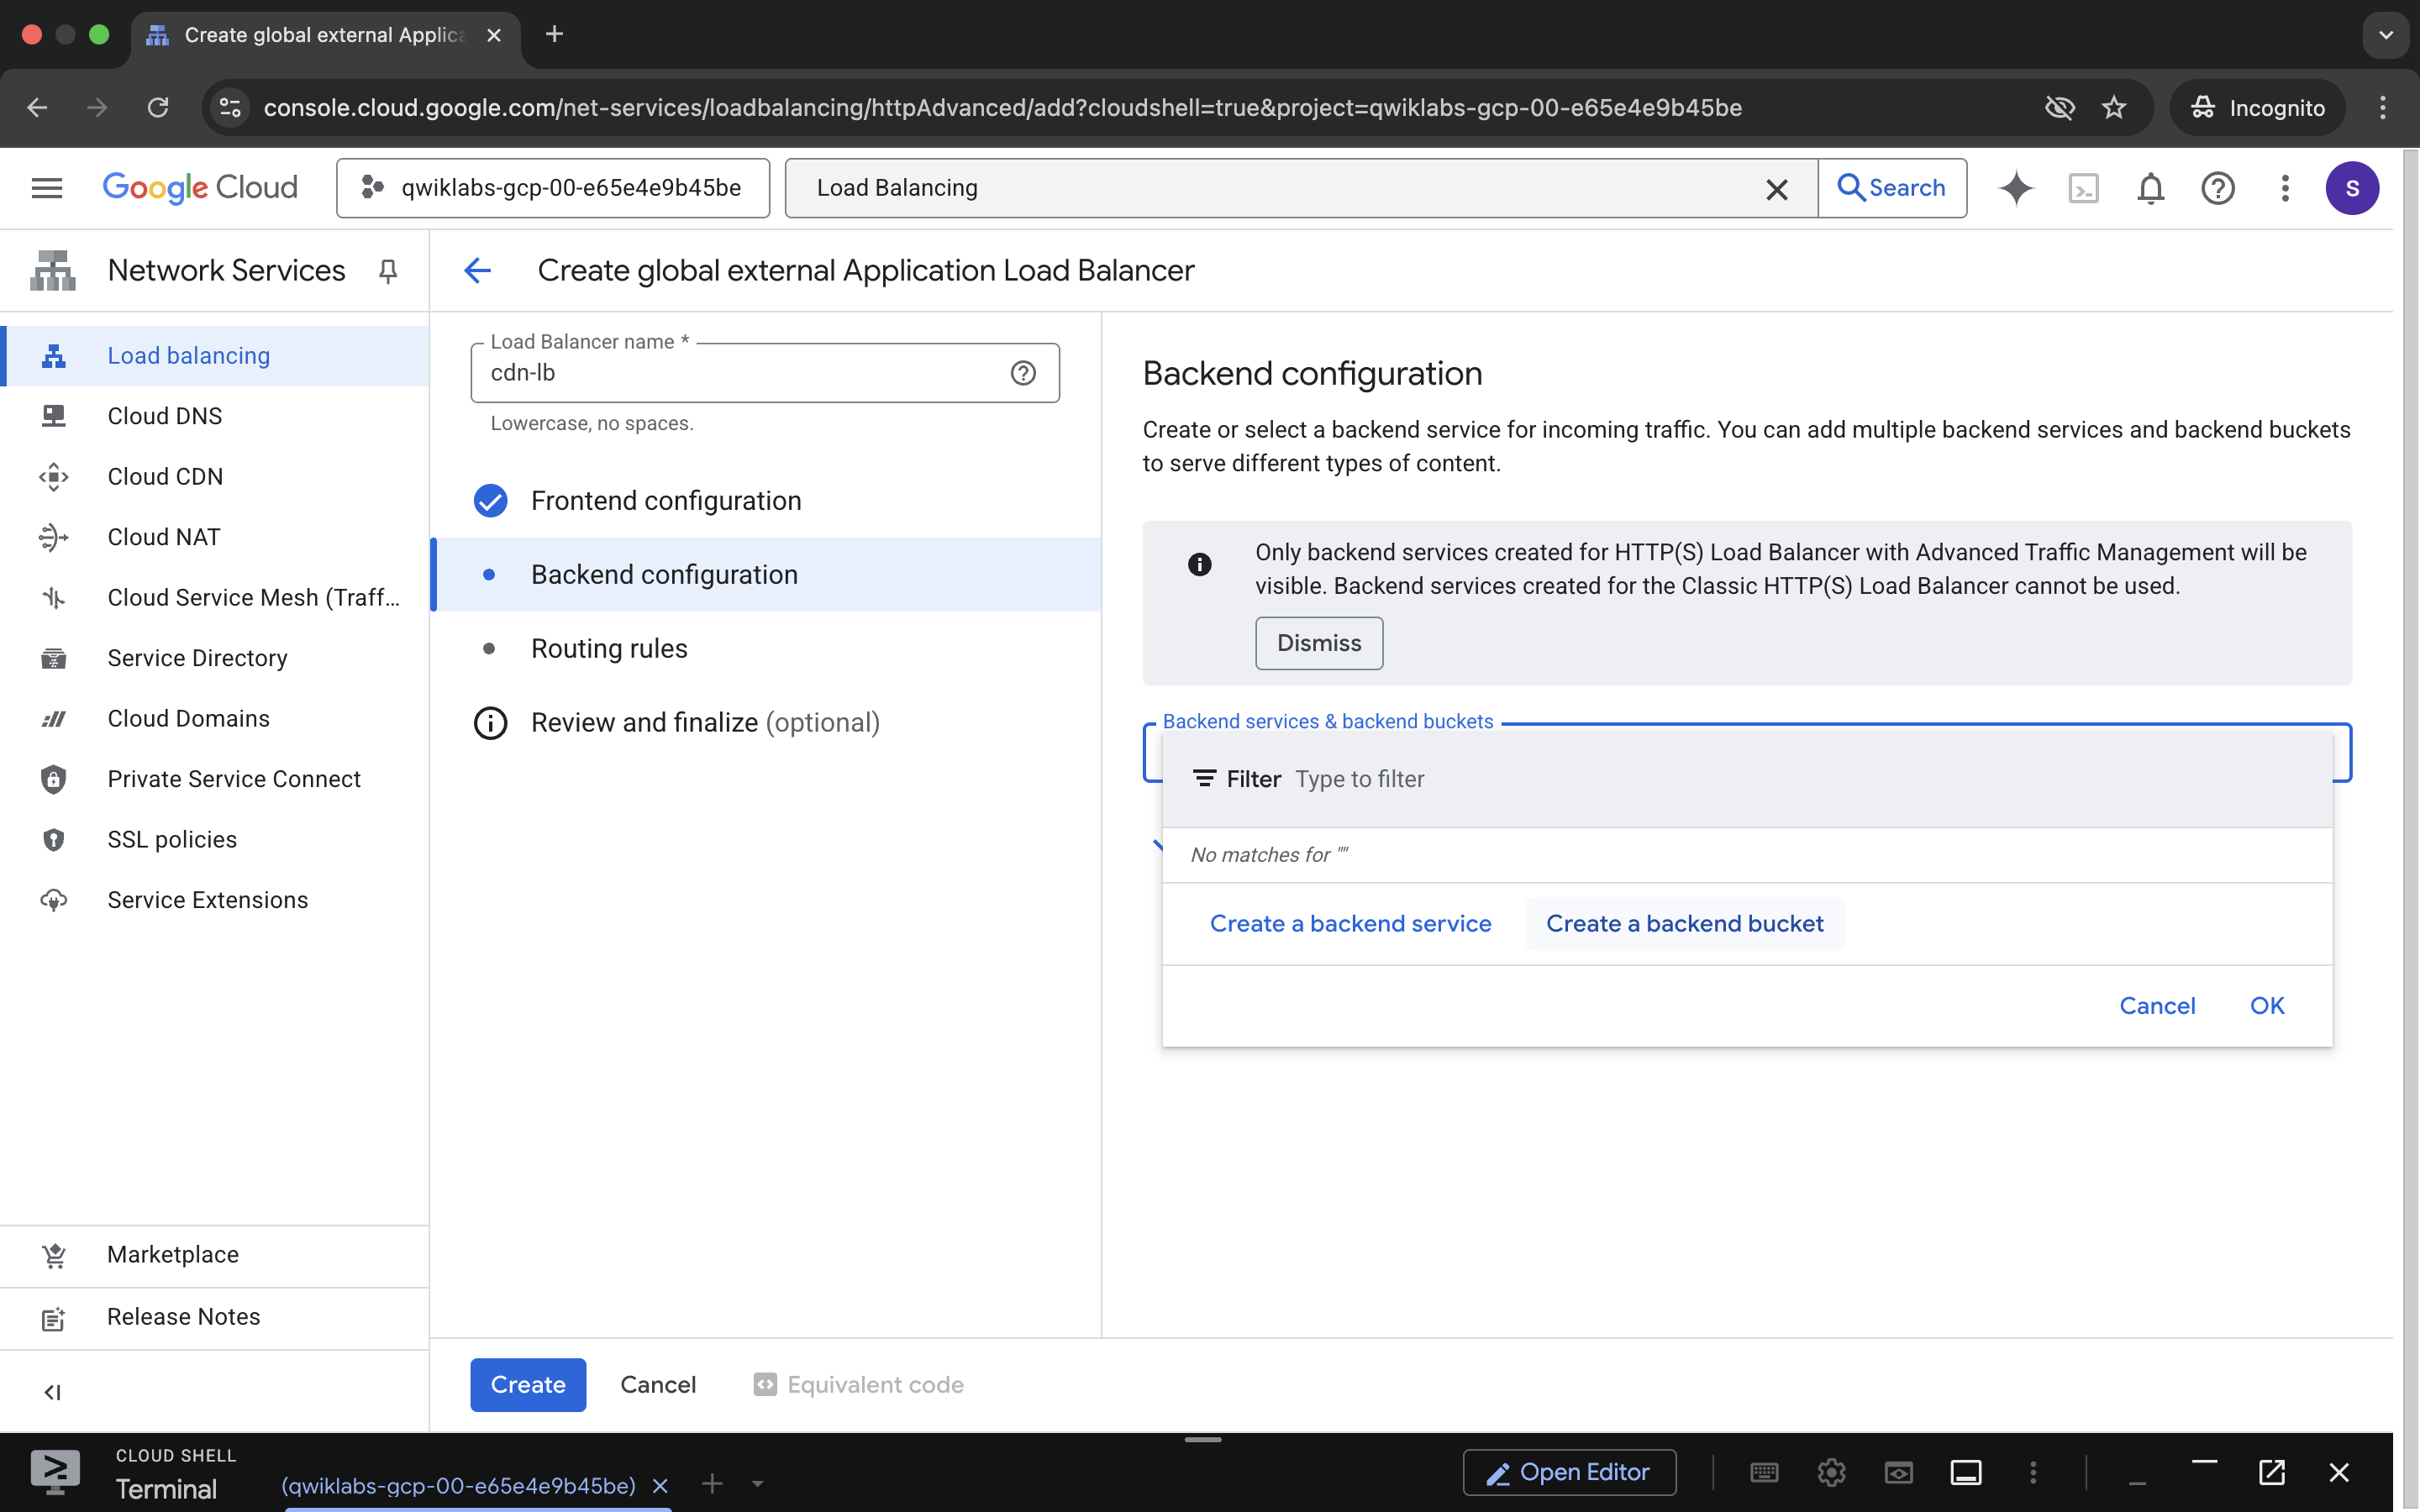 Create global external Applica
console.cloud.google.com/net-services/loadbalancing/httpAdvanced/add?cloudshell=true&project=qwiklabs-gcp-00-e65e4e9b45be
Incognito
Google Cloud
qwiklabs-gcp-00-e65e4e9b45be
Load Balancing
Search
S
Network Services
Create global external Application Load Balancer
Load balancing
Cloud DNS
Cloud CDN
Cloud NAT
Cloud Service Mesh (Traff...
Service Directory
Cloud Domains
Private Service Connect
SSL policies
Service Extensions
Marketplace
Release Notes
Load Balancer name *
cdn-lb
Lowercase, no spaces.
Frontend configuration
Backend configuration
Routing rules
Review and finalize (optional)
Backend configuration
Create or select a backend service for incoming traffic. You can add multiple backend services and backend buckets
to serve different types of content.
Only backend services created for HTTP(S) Load Balancer with Advanced Traffic Management will be
visible. Backend services created for the Classic HTTP(S) Load Balancer cannot be used.
Dismiss
Backend services & backend buckets
Filter Type to filter
No matches for ""
Create a backend service
Create a backend bucket
Cancel
OK
Create
Cancel
Equivalent code
CLOUD SHELL
Terminal
(qwiklabs-gcp-00-e65e4e9b45be)
Open Editor